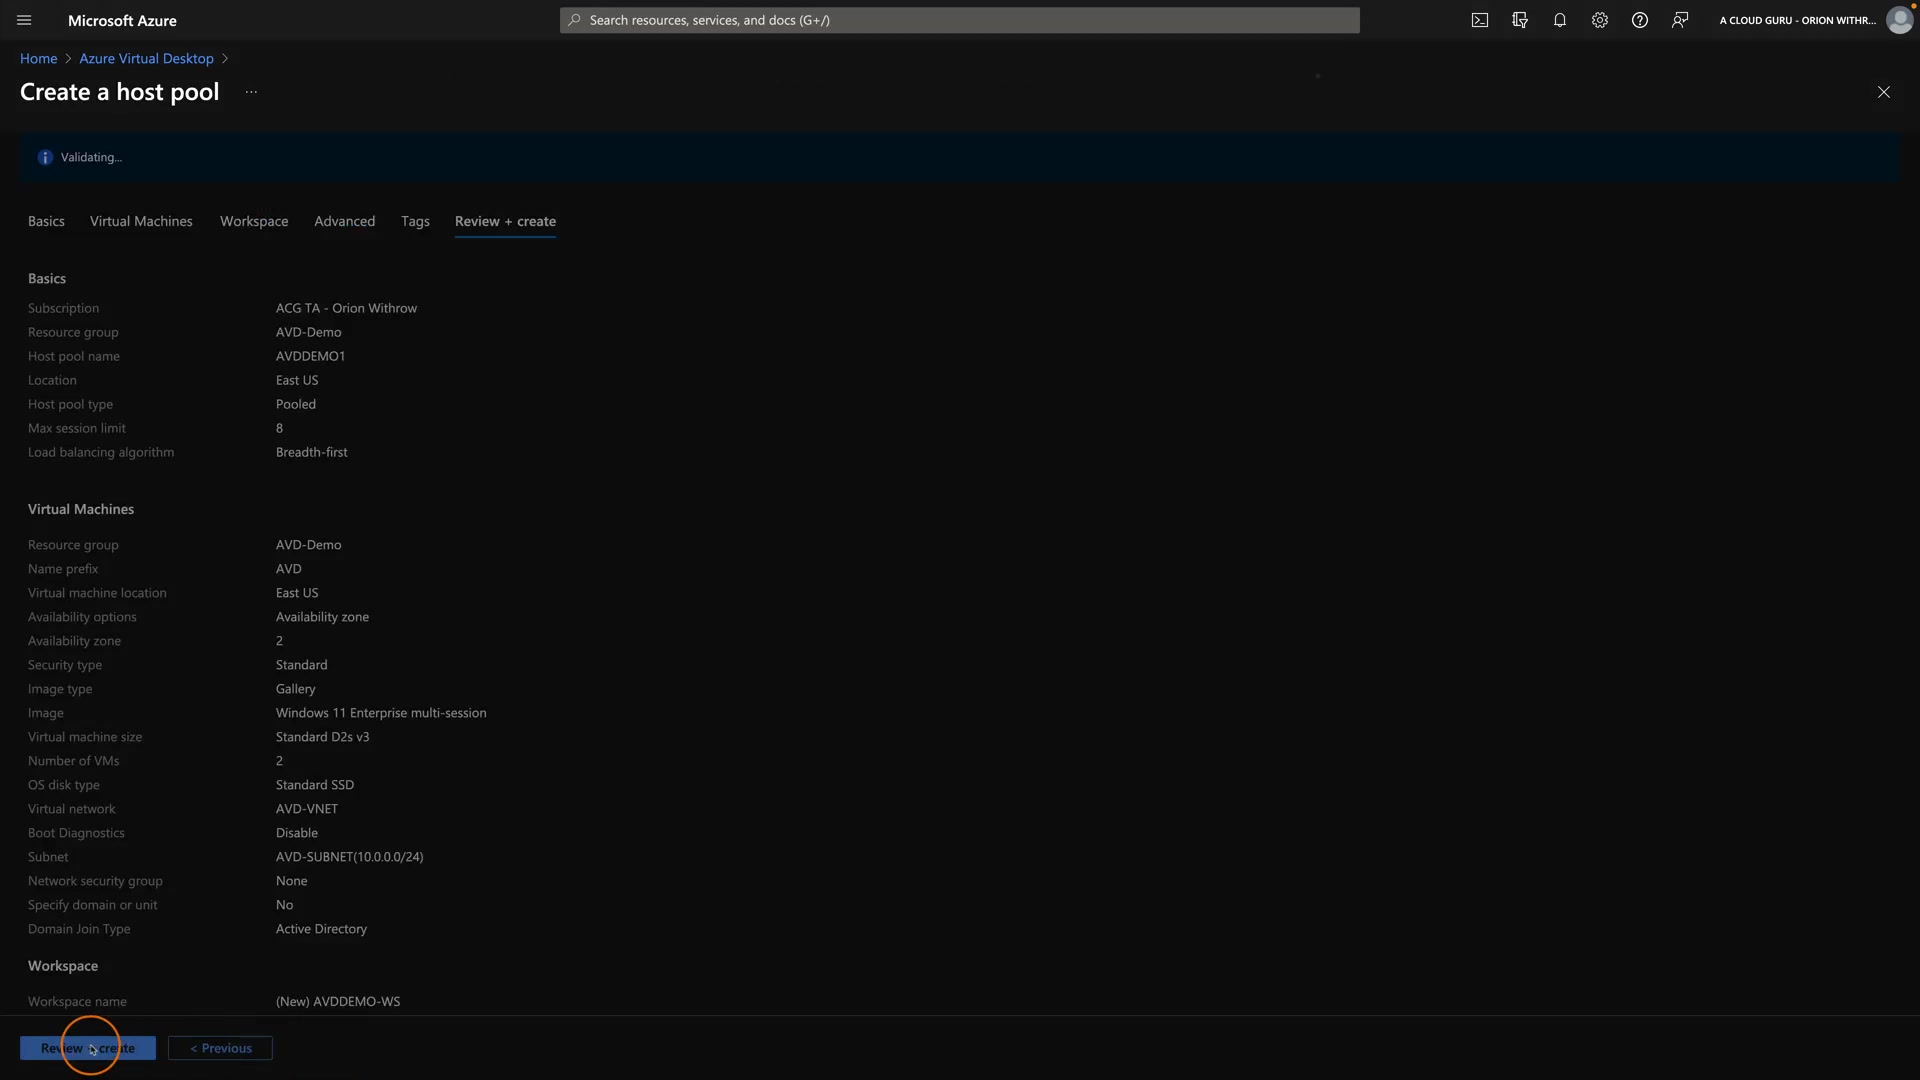 Microsoft Azure
Search resources, services, and docs (G+/)
A CLOUD GURU - ORION WITHR...
Home > Azure Virtual Desktop >
Create a host pool ...
Validating...
Basics Virtual Machines Workspace Advanced Tags Review + create
Basics
Subscription ACG TA - Orion Withrow
Resource group AVD-Demo
Host pool name AVDDEMO1
Location East US
Host pool type Pooled
Max session limit 8
Load balancing algorithm Breadth-first
Virtual Machines
Resource group AVD-Demo
Name prefix AVD
Virtual machine location East US
Availability options Availability zone
Availability zone 2
Security type Standard
Image type Gallery
Image Windows 11 Enterprise multi-session
Virtual machine size Standard D2s v3
Number of VMs 2
OS disk type Standard SSD
Virtual network AVD-VNET
Boot Diagnostics Disable
Subnet AVD-SUBNET(10.0.0.0/24)
Network security group None
Specify domain or unit No
Domain Join Type Active Directory
Workspace
Workspace name (New) AVDDEMO-WS
Review + create < Previous